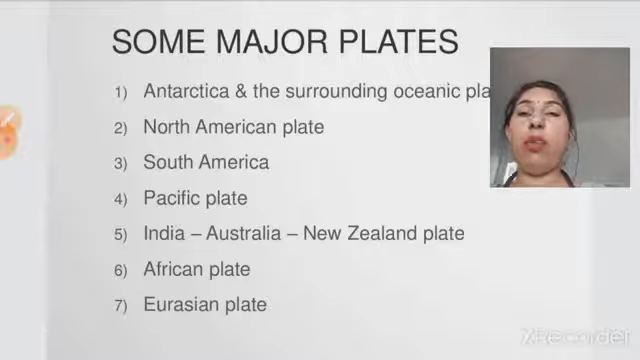 SOME MAJOR PLATES
1) Antarctica & the surrounding oceanic
2) North American plate
3) South America
4) Pacific plate
5) India – Australia – New Zealand plate
6) African plate
7) Eurasian plate
XRecorder